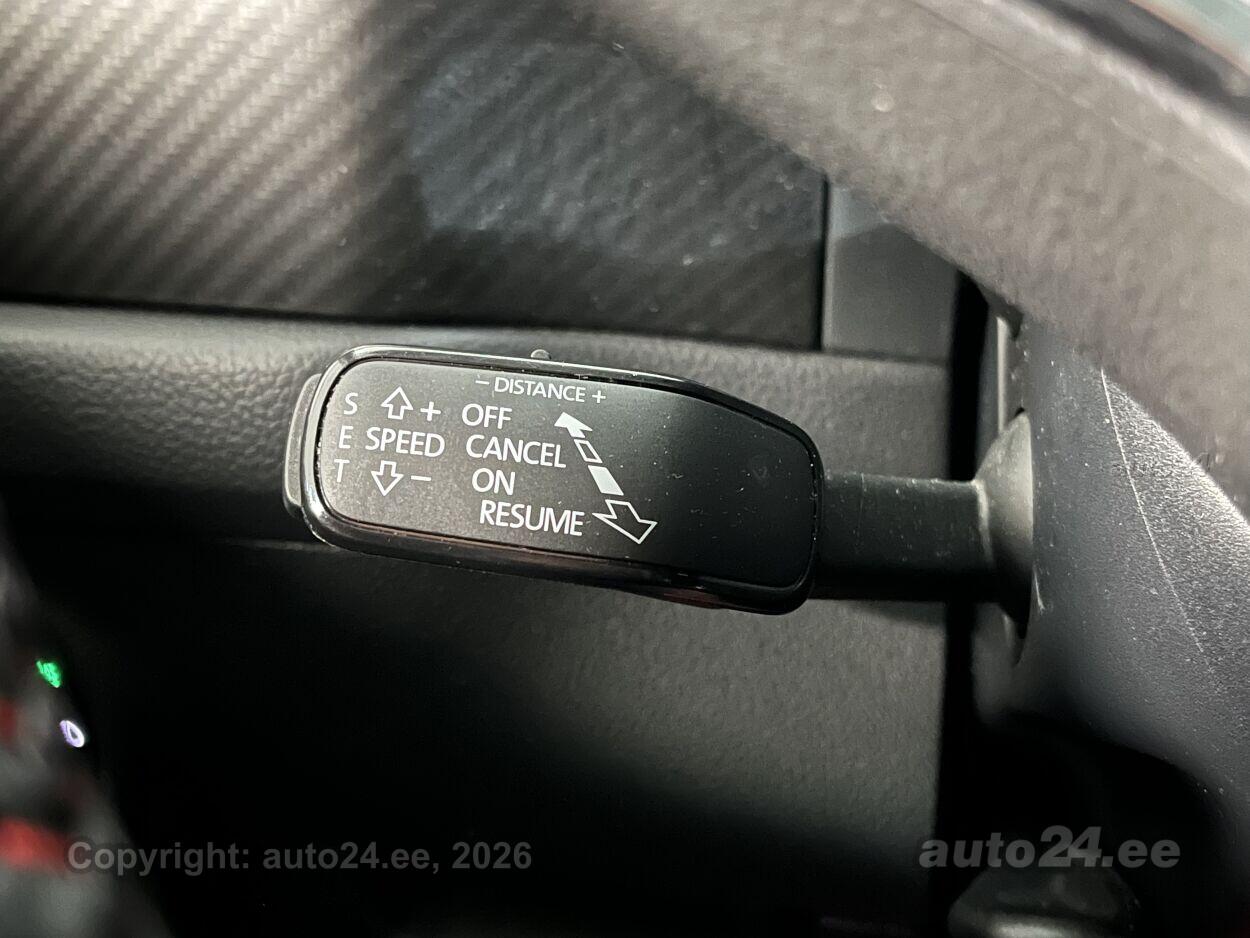 – DISTANCE +
S + OFF
E SPEED CANCEL
T – ON
RESUME
Copyright: auto24.ee, 2026
auto24.ee